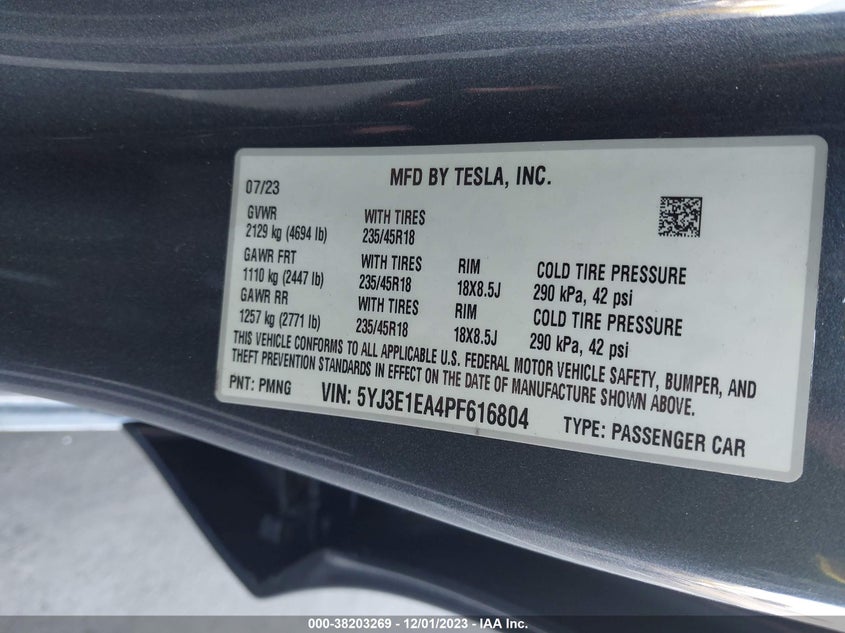 MFD BY TESLA, INC.
07/23
GVWR WITH TIRES
2129 kg (4694 lb) 235/45R18
GAWR FRT WITH TIRES RIM COLD TIRE PRESSURE
1110 kg (2447 lb) 235/45R18 18X8.5J 290 kPa, 42 psi
GAWR RR WITH TIRES RIM COLD TIRE PRESSURE
1257 kg (2771 lb) 235/45R18 18X8.5J 290 kPa, 42 psi
THIS VEHICLE CONFORMS TO ALL APPLICABLE U.S. FEDERAL MOTOR VEHICLE SAFETY, BUMPER, AND
THEFT PREVENTION STANDARDS IN EFFECT ON THE DATE OF MANUFACTURE SHOWN ABOVE.
PNT: PMNG VIN: 5YJ3E1EA4PF616804 TYPE: PASSENGER CAR
000-38203269 - 12/01/2023 - IAA Inc.